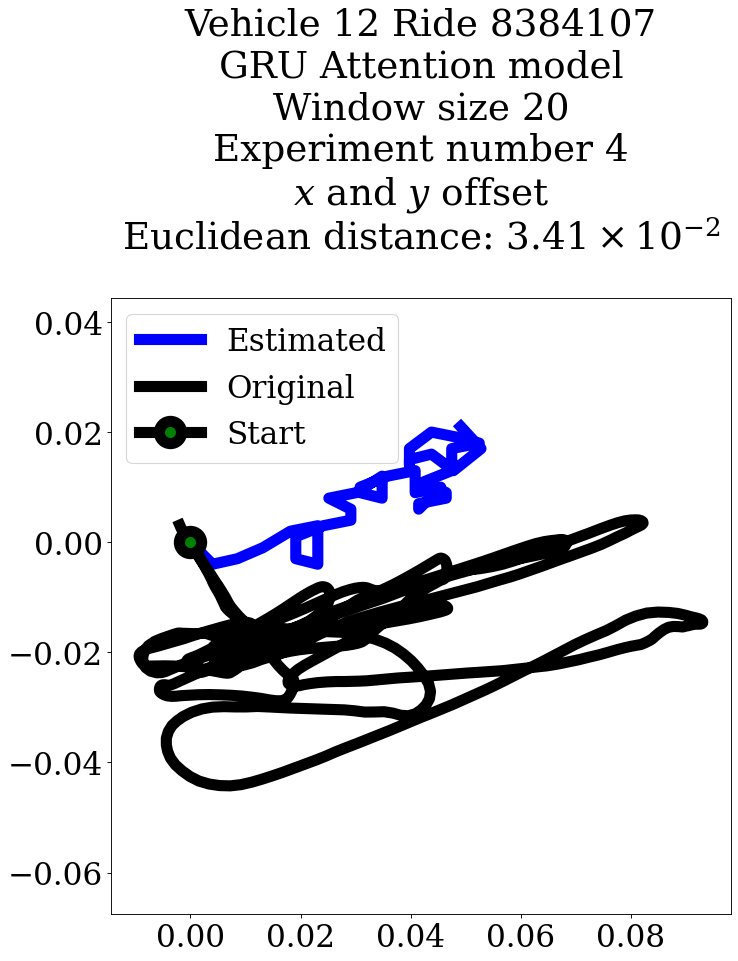 Vehicle 12 Ride 8384107
GRU Attention model
Window size 20
Experiment number 4
x and y offset
Euclidean distance: 3.41 × 10⁻²
Estimated
Original
Start
0.04
0.02
0.00
−0.02
−0.04
−0.06
0.00 0.02 0.04 0.06 0.08